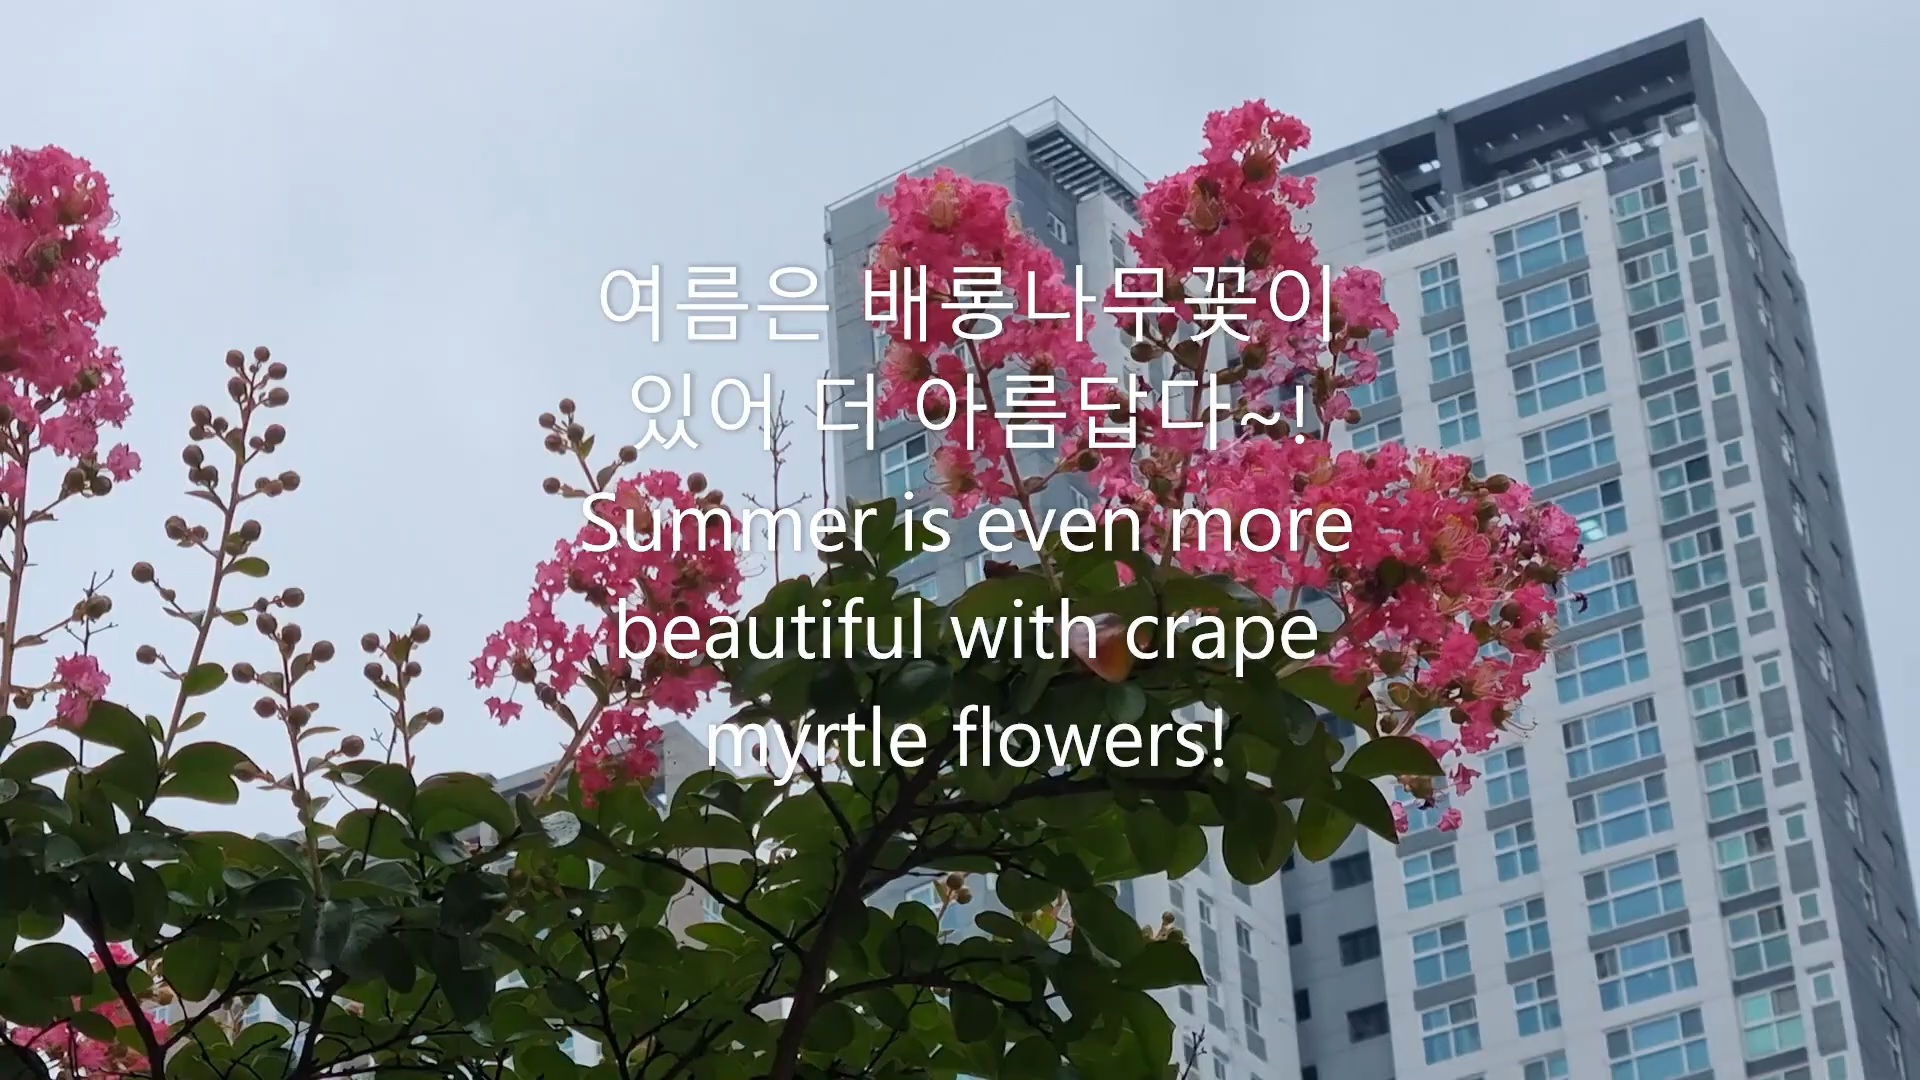 여름은 배롱나무꽃이
있어 더 아름답다~!
Summer is even more
beautiful with crape
myrtle flowers!